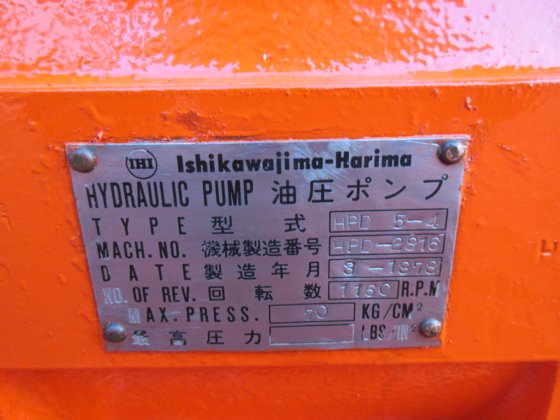 IHI Ishikawajima-Harima
HYDRAULIC PUMP 油圧ポンプ
TYPE 型式 HPD 5-4
MACH. NO. 機械製造番号 HPD-2816
DATE 製造年月 3-1973
NO. OF REV. 回転数 1160 R.P.M
MAX. PRESS. 70 KG/CM²
最高圧力 LBS/IN²